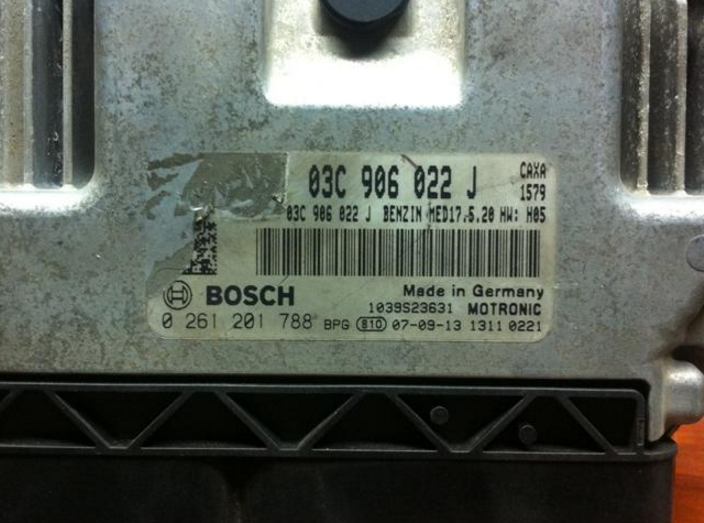 03C 906 022 J CAXA
1579
03C 906 022 J BENZIN MED17.5.20 HW: H05
BOSCH Made in Germany
1039S23631 MOTRONIC
0 261 201 788 BPG 810 07-09-13 1311 0221